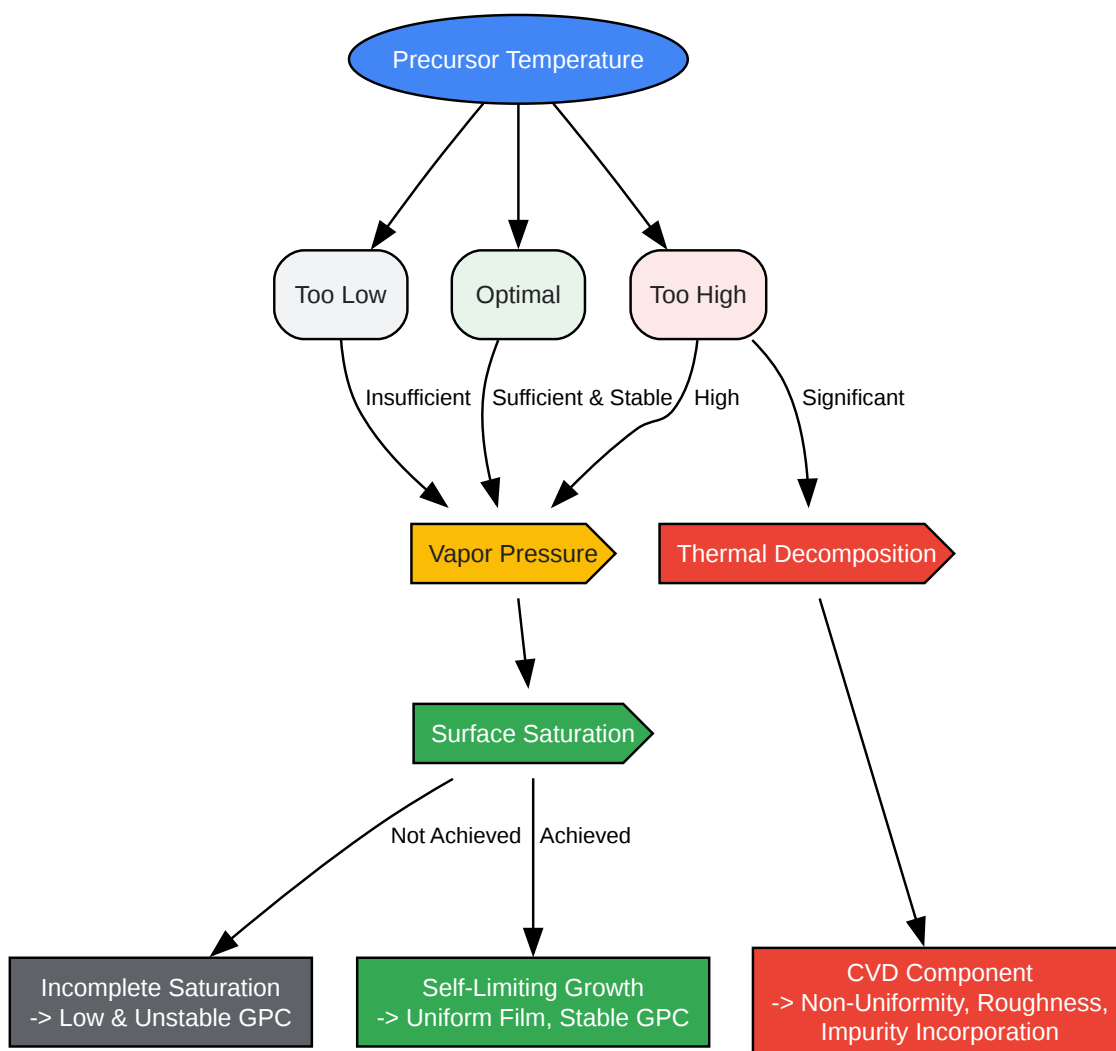 Precursor Temperature
Too Low
Optimal
Too High
Insufficient
Sufficient & Stable
High
Significant
Vapor Pressure
Thermal Decomposition
Surface Saturation
Not Achieved
Achieved
Incomplete Saturation
-> Low & Unstable GPC
Self-Limiting Growth
-> Uniform Film, Stable GPC
CVD Component
-> Non-Uniformity, Roughness,
Impurity Incorporation